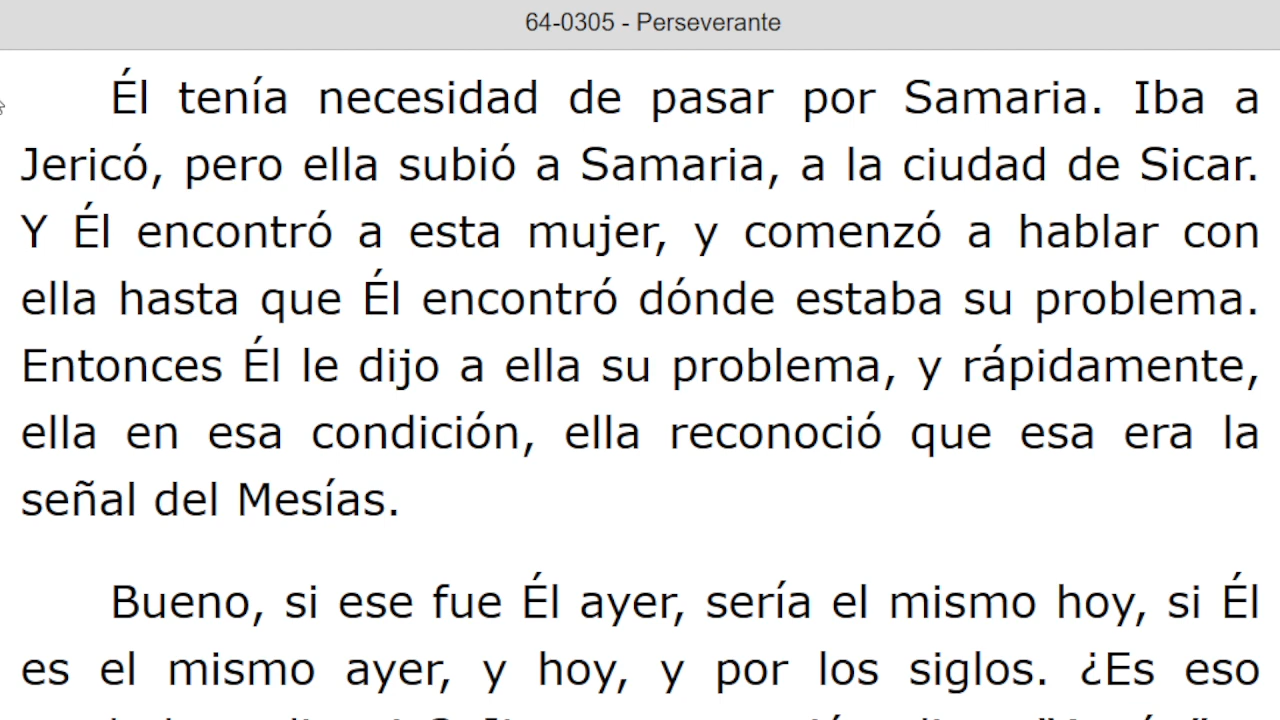 64-0305 - Perseverante
Él tenía necesidad de pasar por Samaria. Iba a
Jericó, pero ella subió a Samaria, a la ciudad de Sicar.
Y Él encontró a esta mujer, y comenzó a hablar con
ella hasta que Él encontró dónde estaba su problema.
Entonces Él le dijo a ella su problema, y rápidamente,
ella en esa condición, ella reconoció que esa era la
señal del Mesías.
Bueno, si ese fue Él ayer, sería el mismo hoy, si Él
es el mismo ayer, y hoy, y por los siglos. ¿Es eso